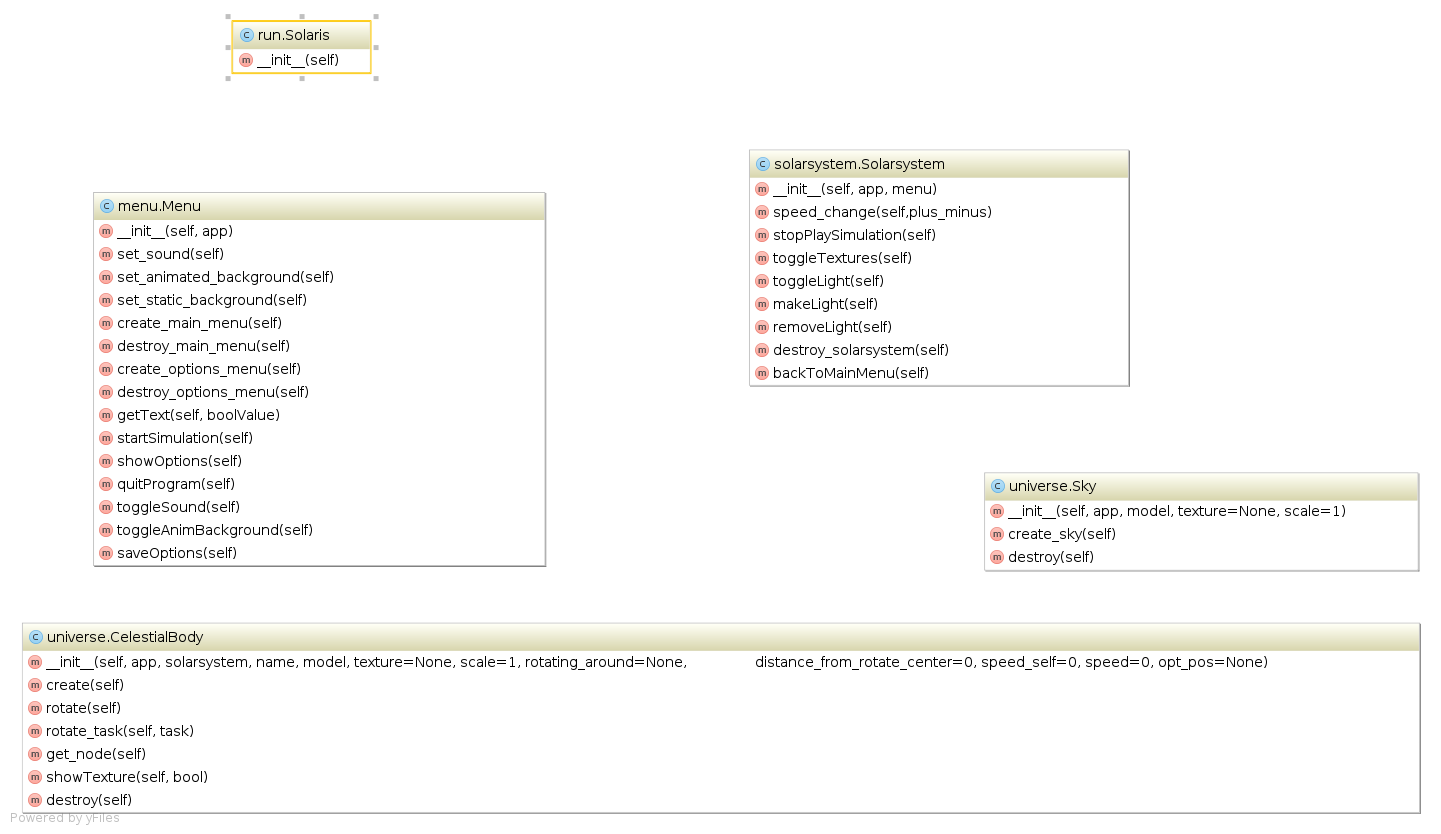 run.Solaris
__init__(self)
solarsystem.Solarsystem
__init__(self, app, menu)
speed_change(self,plus_minus)
stopPlaySimulation(self)
toggleTextures(self)
toggleLight(self)
makeLight(self)
removeLight(self)
destroy_solarsystem(self)
backToMainMenu(self)
menu.Menu
__init__(self, app)
set_sound(self)
set_animated_background(self)
set_static_background(self)
create_main_menu(self)
destroy_main_menu(self)
create_options_menu(self)
destroy_options_menu(self)
getText(self, boolValue)
startSimulation(self)
showOptions(self)
quitProgram(self)
toggleSound(self)
toggleAnimBackground(self)
saveOptions(self)
universe.Sky
__init__(self, app, model, texture=None, scale=1)
create_sky(self)
destroy(self)
universe.CelestialBody
__init__(self, app, solarsystem, name, model, texture=None, scale=1, rotating_around=None, distance_from_rotate_center=0, speed_self=0, speed=0, opt_pos=None)
create(self)
rotate(self)
rotate_task(self, task)
get_node(self)
showTexture(self, bool)
destroy(self)
Powered by yFiles